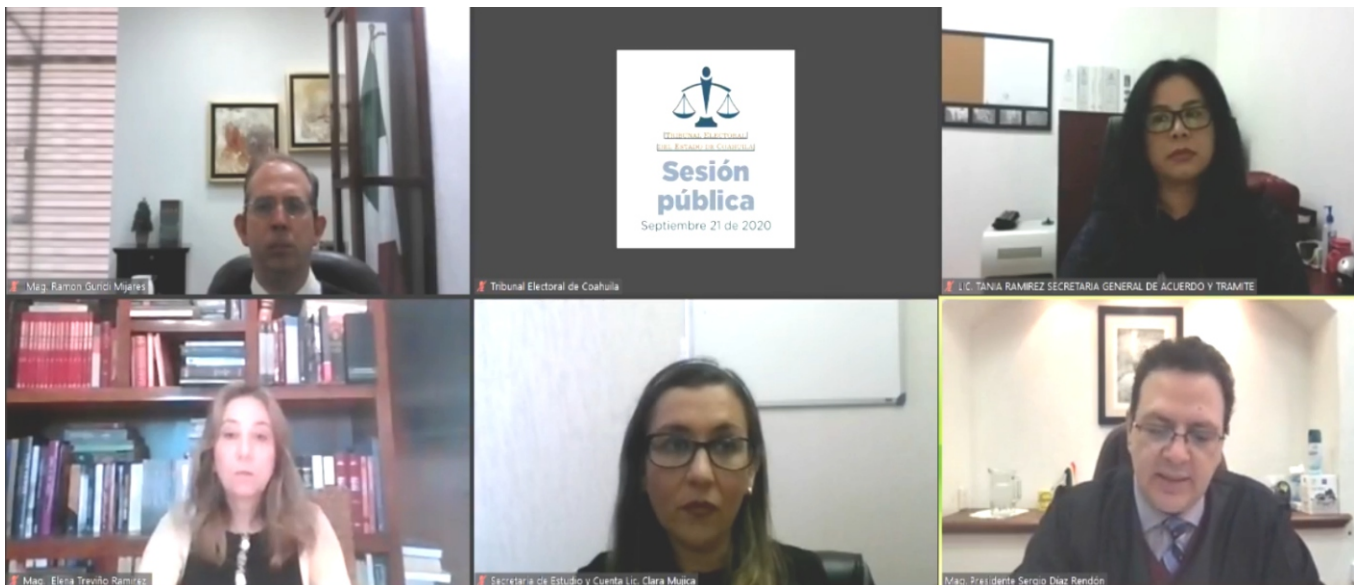 TRIBUNAL ELECTORAL
DEL ESTADO DE COAHUILA
Sesión
pública
Septiembre 21 de 2020
Mag. Ramon Guridi Mijares
Tribunal Electoral de Coahuila
LIC. TANIA RAMIREZ SECRETARIA GENERAL DE ACUERDO Y TRAMITE
Mag. Elena Treviño Ramírez
Secretaria de Estudio y Cuenta Lic. Clara Mujica
Mag. Presidente Sergio Díaz Rendón